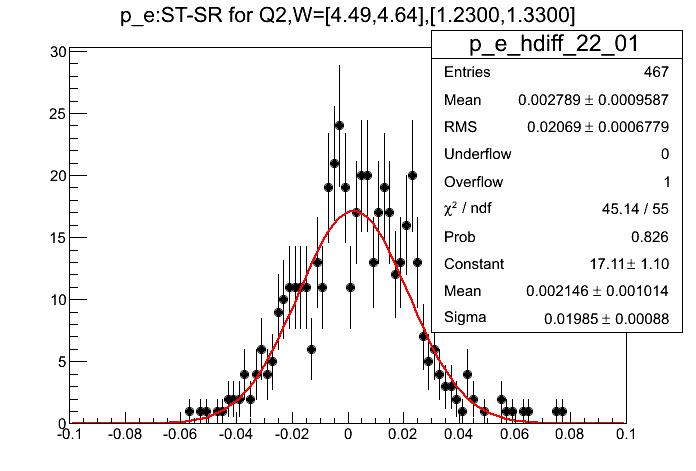 p_e:ST-SR for Q2,W=[4.49,4.64],[1.2300,1.3300]
p_e_hdiff_22_01
Entries 467
Mean 0.002789 ± 0.0009587
RMS 0.02069 ± 0.0006779
Underflow 0
Overflow 1
χ² / ndf 45.14 / 55
Prob 0.826
Constant 17.11 ± 1.10
Mean 0.002146 ± 0.001014
Sigma 0.01985 ± 0.00088
30
25
20
15
10
5
0
-0.1 -0.08 -0.06 -0.04 -0.02 0 0.02 0.04 0.06 0.08 0.1